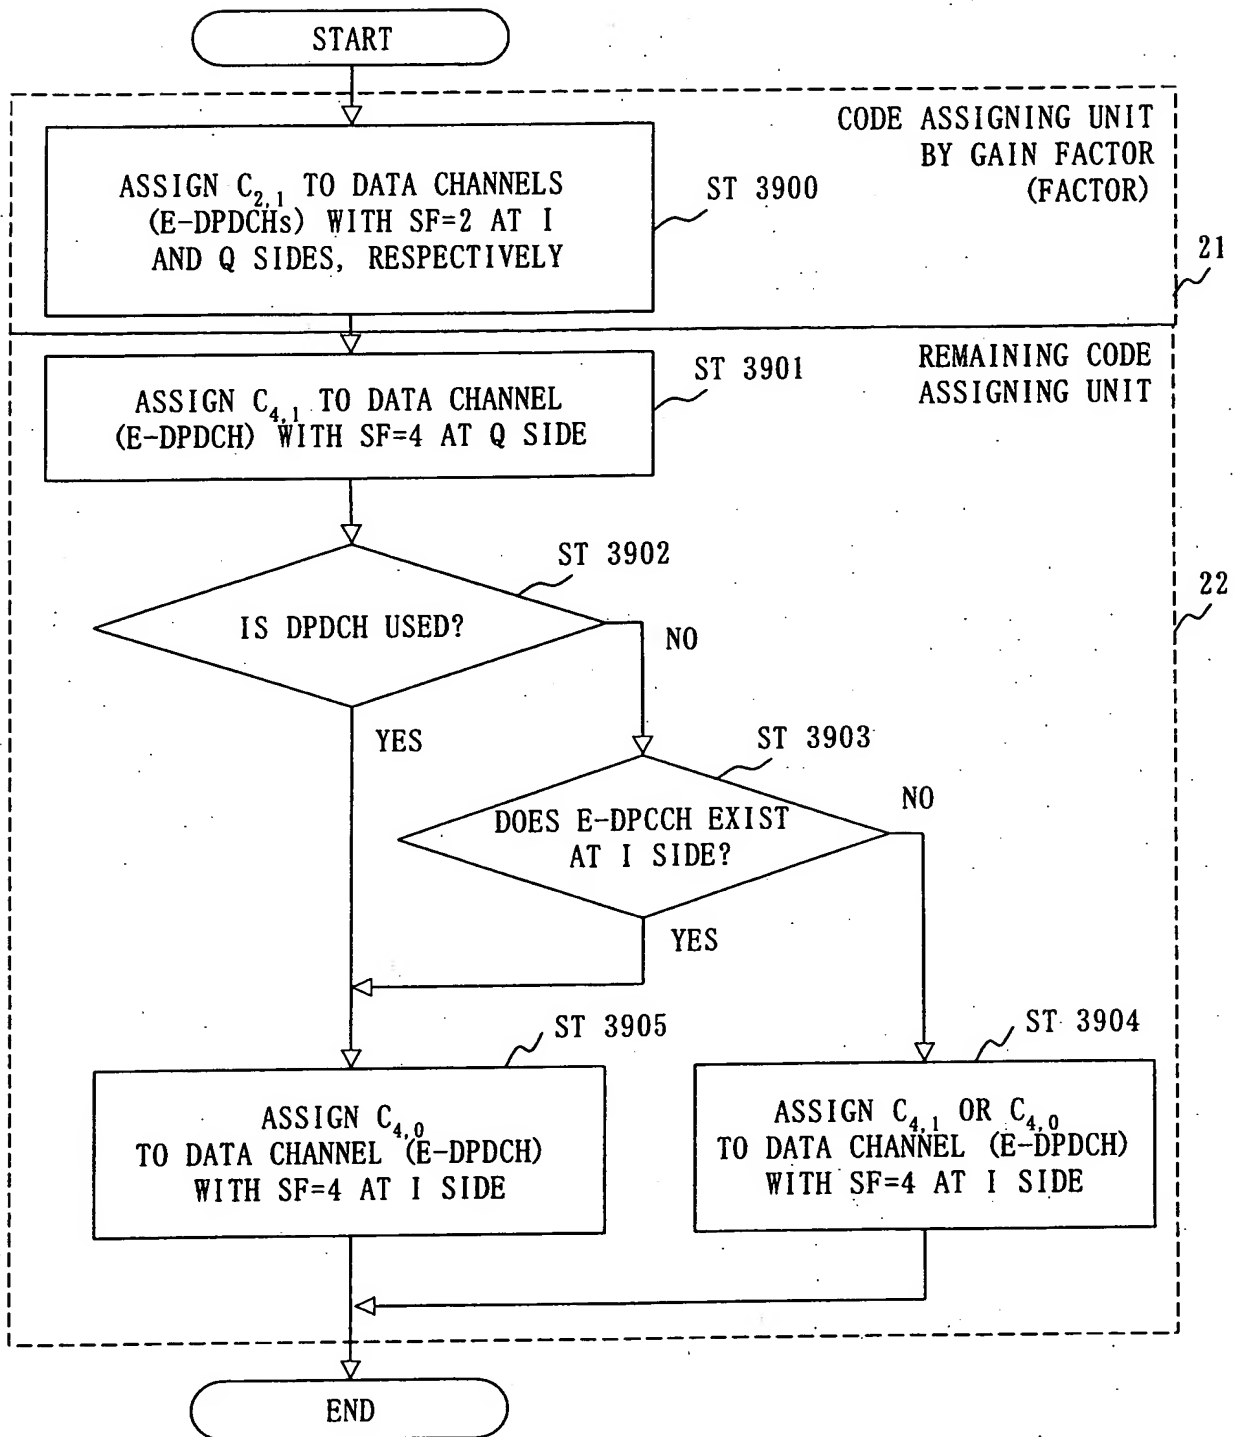 START
CODE ASSIGNING UNIT
BY GAIN FACTOR
(FACTOR)
ASSIGN C2,1 TO DATA CHANNELS
(E-DPDCHs) WITH SF=2 AT I
AND Q SIDES, RESPECTIVELY
ST 3900
21
REMAINING CODE
ASSIGNING UNIT
ST 3901
ASSIGN C4,1 TO DATA CHANNEL
(E-DPDCH) WITH SF=4 AT Q SIDE
ST 3902
22
IS DPDCH USED?
NO
YES
ST 3903
DOES E-DPCCH EXIST
AT I SIDE?
NO
YES
ST 3905
ST 3904
ASSIGN C4,0
TO DATA CHANNEL (E-DPDCH)
WITH SF=4 AT I SIDE
ASSIGN C4,1 OR C4,0
TO DATA CHANNEL (E-DPDCH)
WITH SF=4 AT I SIDE
END